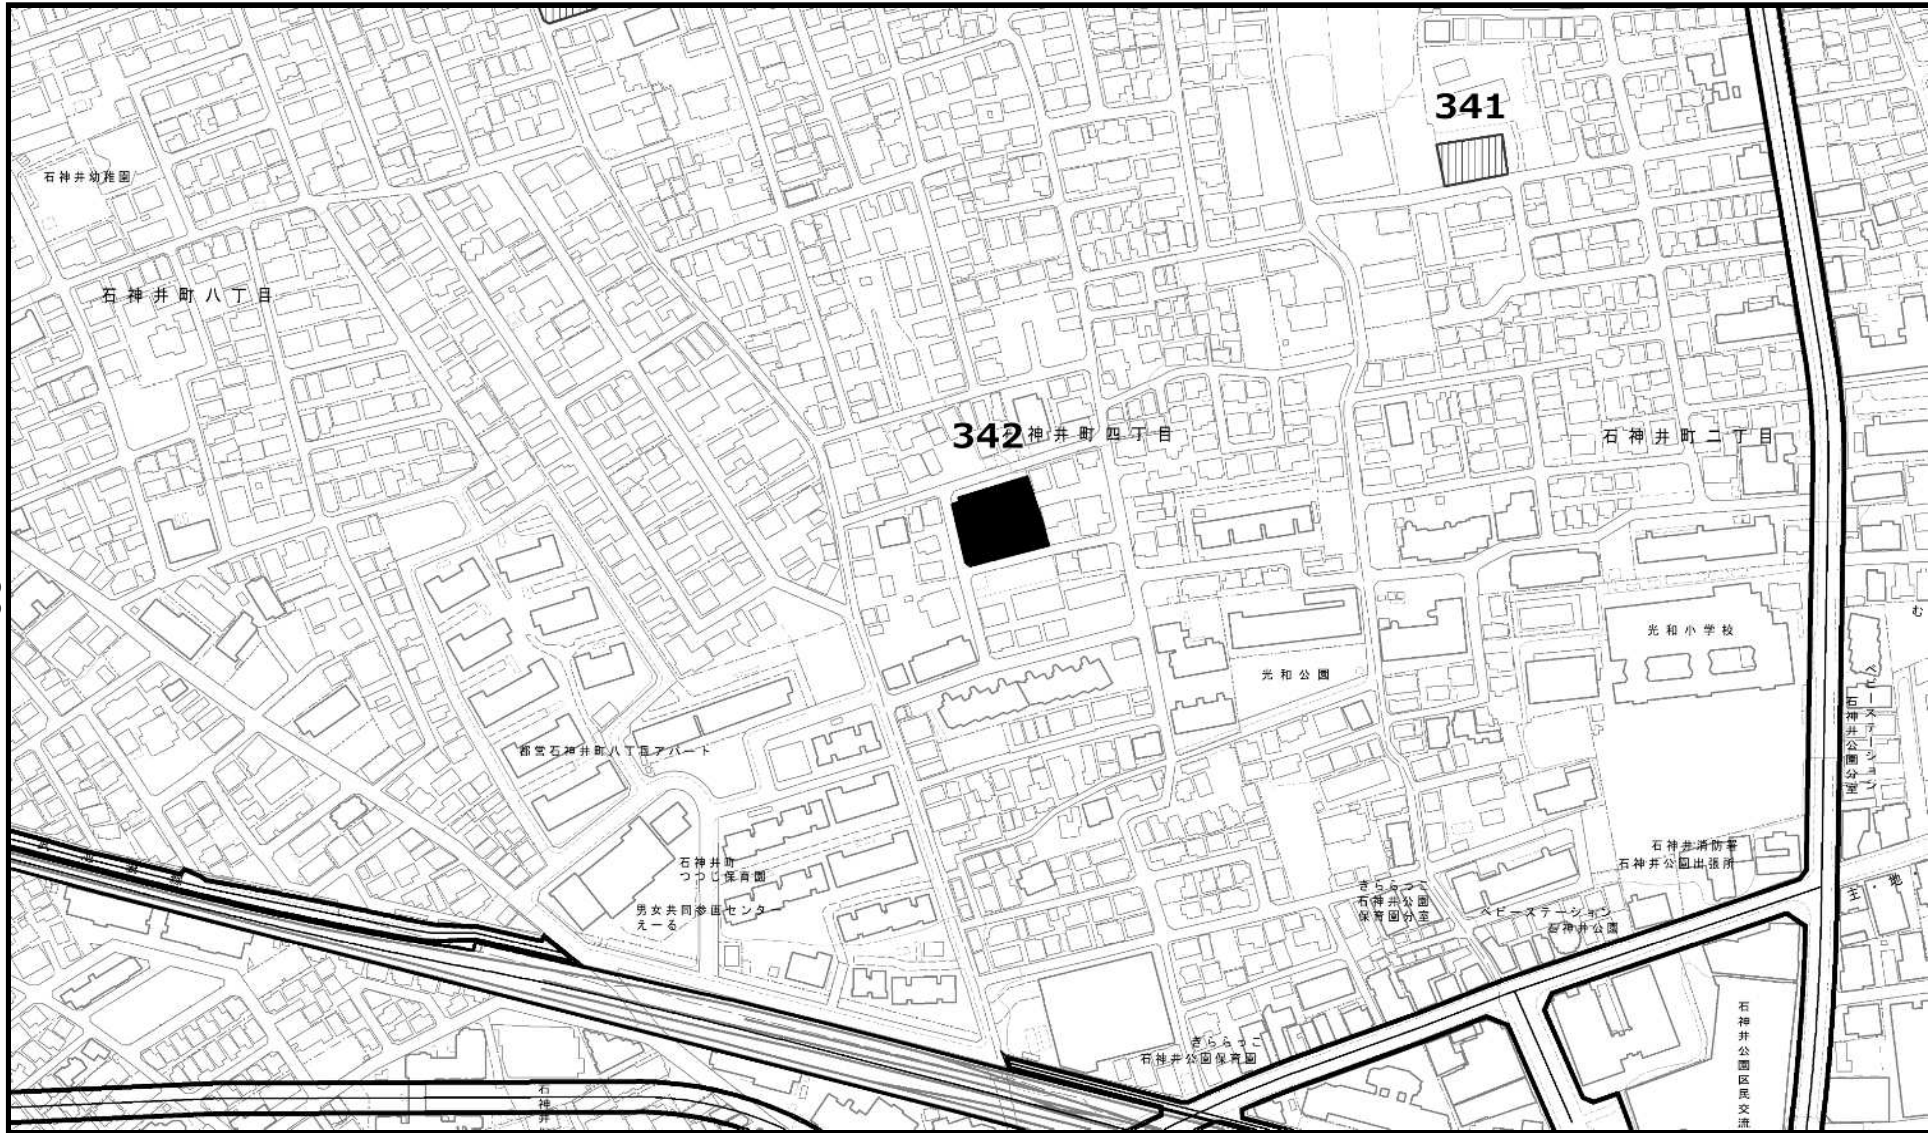 341
石神井幼稚園
石神井町八丁目
342
神井町四丁目
石神井町二丁目
む
光和小学校
光和公園
ベビーステーション
石神井公園分室
都営石神井町八丁目アパート
石神井消防署
石神井公園出張所
石神井町
つつじ保育園
きららっこ
石神井公園
保育園分室
主・地・
男女共同参画センター
えーる
ベビーステーション
石神井公園
石神井公園区民交流
きららっこ
石神井公園保育園
石神井